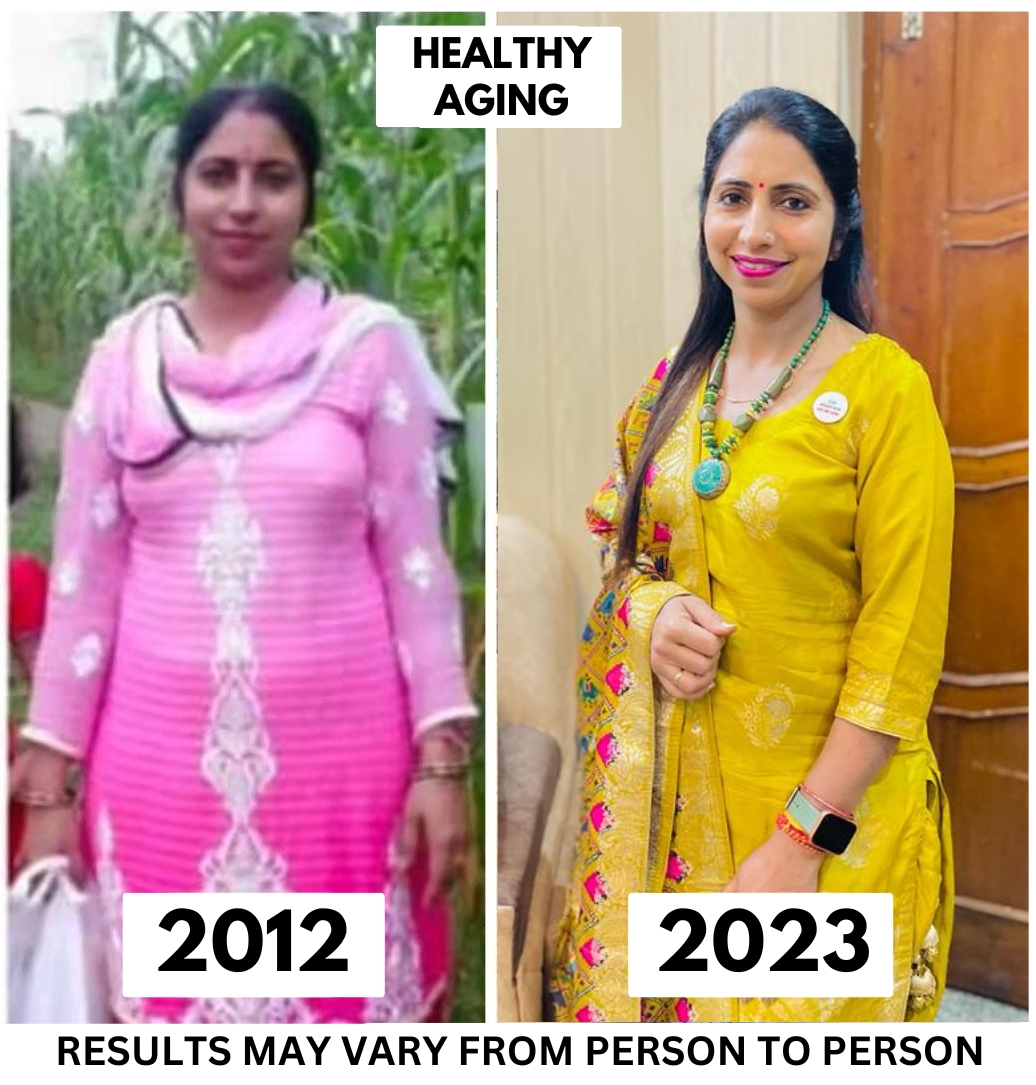 HEALTHY
AGING
2012
2023
RESULTS MAY VARY FROM PERSON TO PERSON